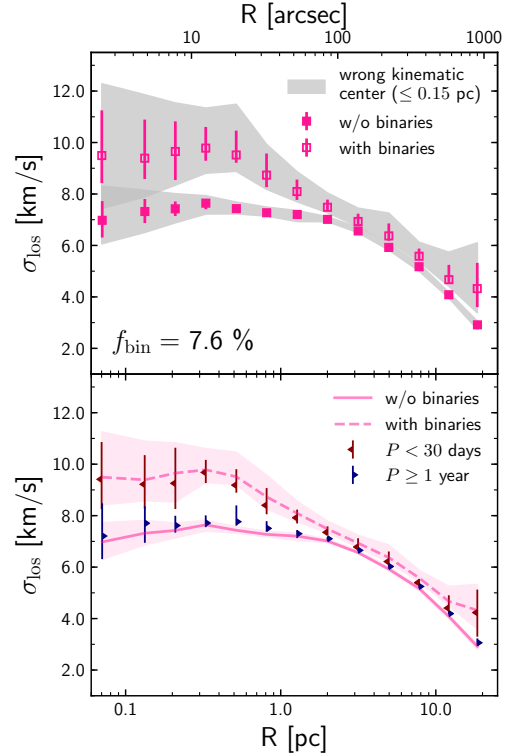 R [arcsec]
10
100
900
12.0
10.0
8.0
6.0
4.0
2.0
σlos [km/s]
wrong kinematic
center (≤ 0.15 pc)
w/o binaries
with binaries
fbin = 7.6 %
12.0
10.0
8.0
6.0
4.0
2.0
σlos [km/s]
w/o binaries
with binaries
P < 30 days
P ≥ 1 year
0.1
1.0
10.0
R [pc]